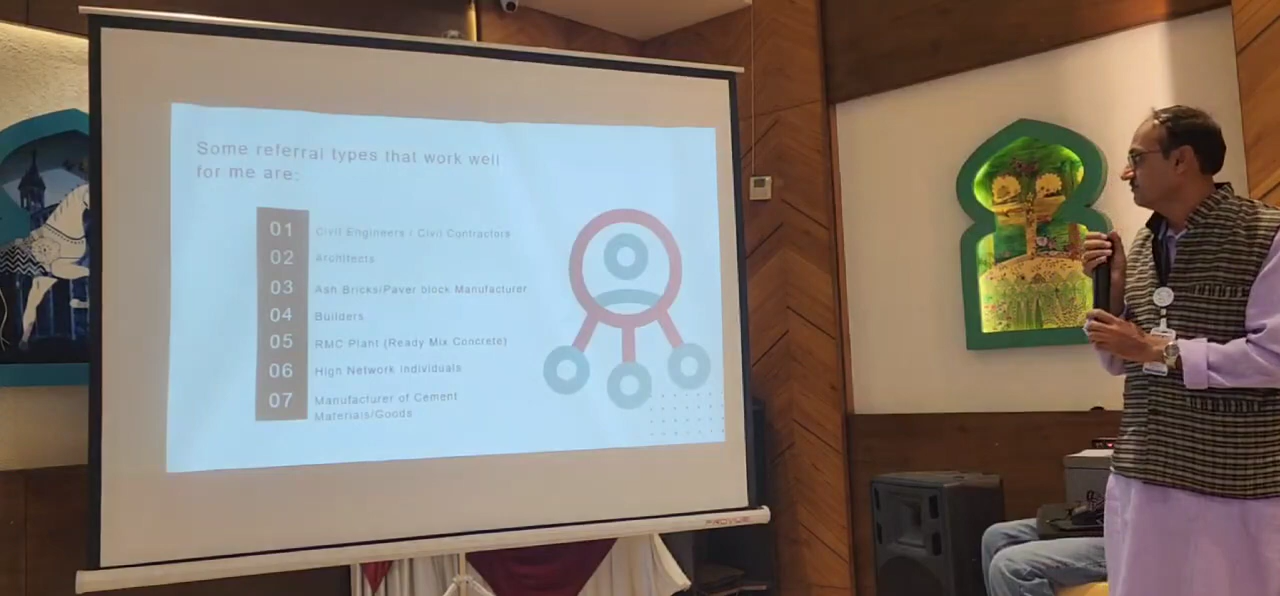 Some referral types that work well
for me are:
01 Civil Engineers / Civil Contractors
02 Architects
03 Ash Bricks/Paver block Manufacturer
04 Builders
05 RMC Plant (Ready Mix Concrete)
06 High Network Individuals
07 Manufacturer of Cement
Materials/Goods